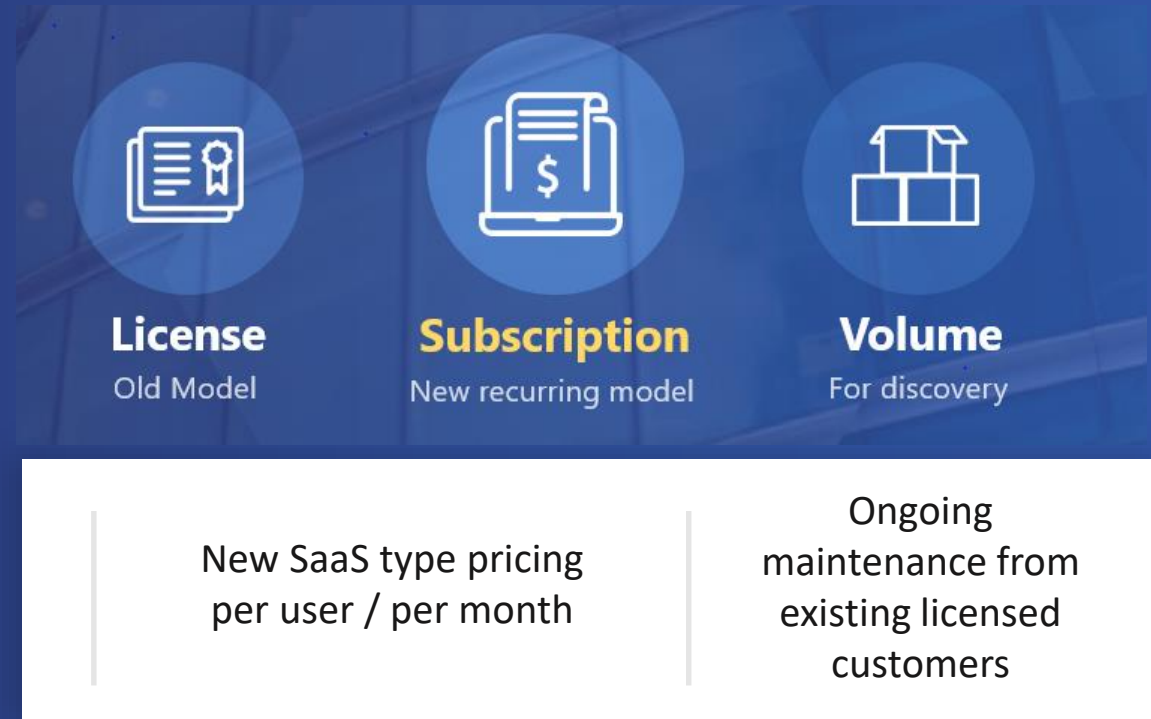 License
Old Model
$
Subscription
New recurring model
Volume
For discovery
New SaaS type pricing
per user / per month
Ongoing
maintenance from
existing licensed
customers